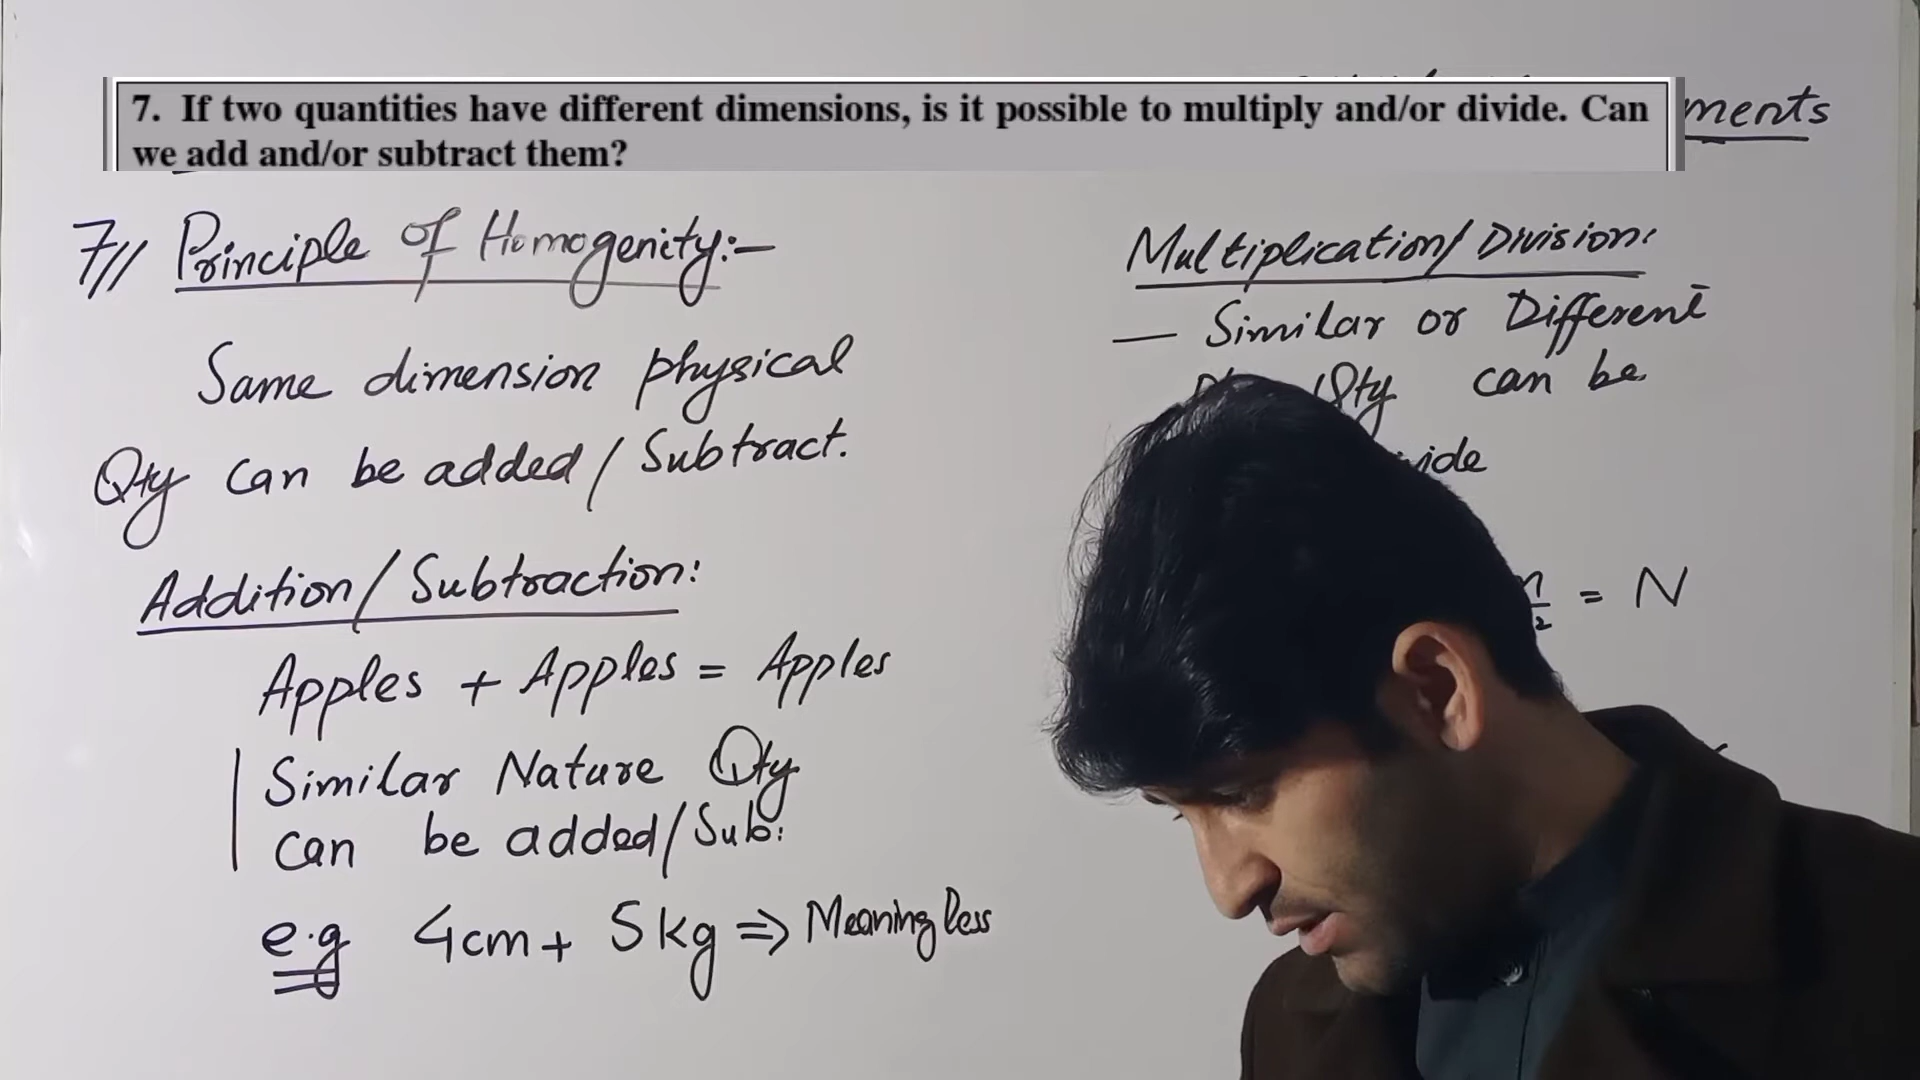 7. If two quantities have different dimensions, is it possible to multiply and/or divide. Can
we add and/or subtract them?
ments
7// Principle of Homogenity:-
Same dimension physical
Qty can be added / Subtract.
Addition / Subtraction:
Apples + Apples = Apples
Similar Nature Qty
can be added / Sub:
e.g 4cm + 5kg ⇒ Meaningless
Multiplication / Division:
— Similar or Different
Qty can be
= N